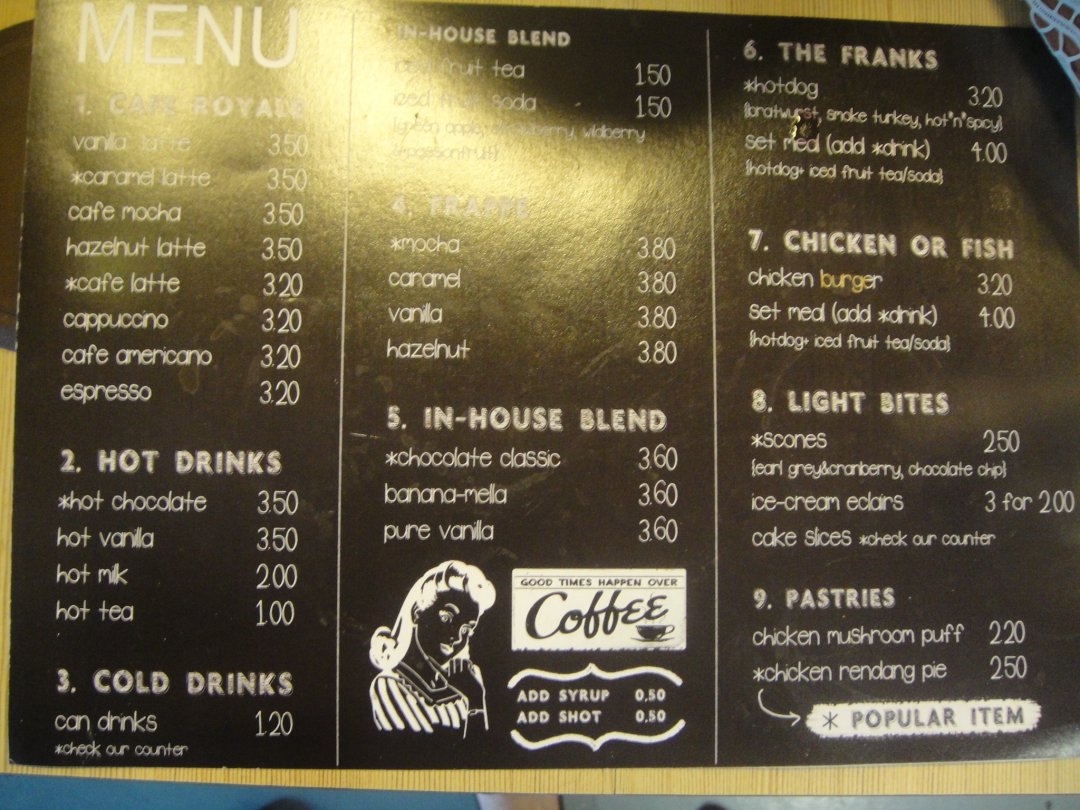 MENU
1. CAFE ROYALE
vanilla latte 3.50
*caramel latte 3.50
cafe mocha 3.50
hazelnut latte 3.50
*cafe latte 3.20
cappuccino 3.20
cafe americano 3.20
espresso 3.20
2. HOT DRINKS
*hot chocolate 3.50
hot vanilla 3.50
hot milk 2.00
hot tea 1.00
3. COLD DRINKS
can drinks 1.20
*check our counter
IN-HOUSE BLEND
iced fruit tea 1.50
iced fruit soda 1.50
(green apple, strawberry, wildberry
&passionfruit)
4. FRAPPE
*mocha 3.80
caramel 3.80
vanilla 3.80
hazelnut 3.80
5. IN-HOUSE BLEND
*chocolate classic 3.60
banana-mella 3.60
pure vanilla 3.60
GOOD TIMES HAPPEN OVER
Coffee
ADD SYRUP 0.50
ADD SHOT 0.50
6. THE FRANKS
*hotdog 3.20
(bratwurst, smoke turkey, hot"n"spicy)
set meal (add *drink) 4.00
(hotdog+ iced fruit tea/soda)
7. CHICKEN OR FISH
chicken burger 3.20
set meal (add *drink) 4.00
(hotdog+ iced fruit tea/soda)
8. LIGHT BITES
*scones 2.50
(earl grey&cranberry, chocolate chip)
ice-cream eclairs 3 for 2.00
cake slices *check our counter
9. PASTRIES
chicken mushroom puff 2.20
*chicken rendang pie 2.50
* POPULAR ITEM